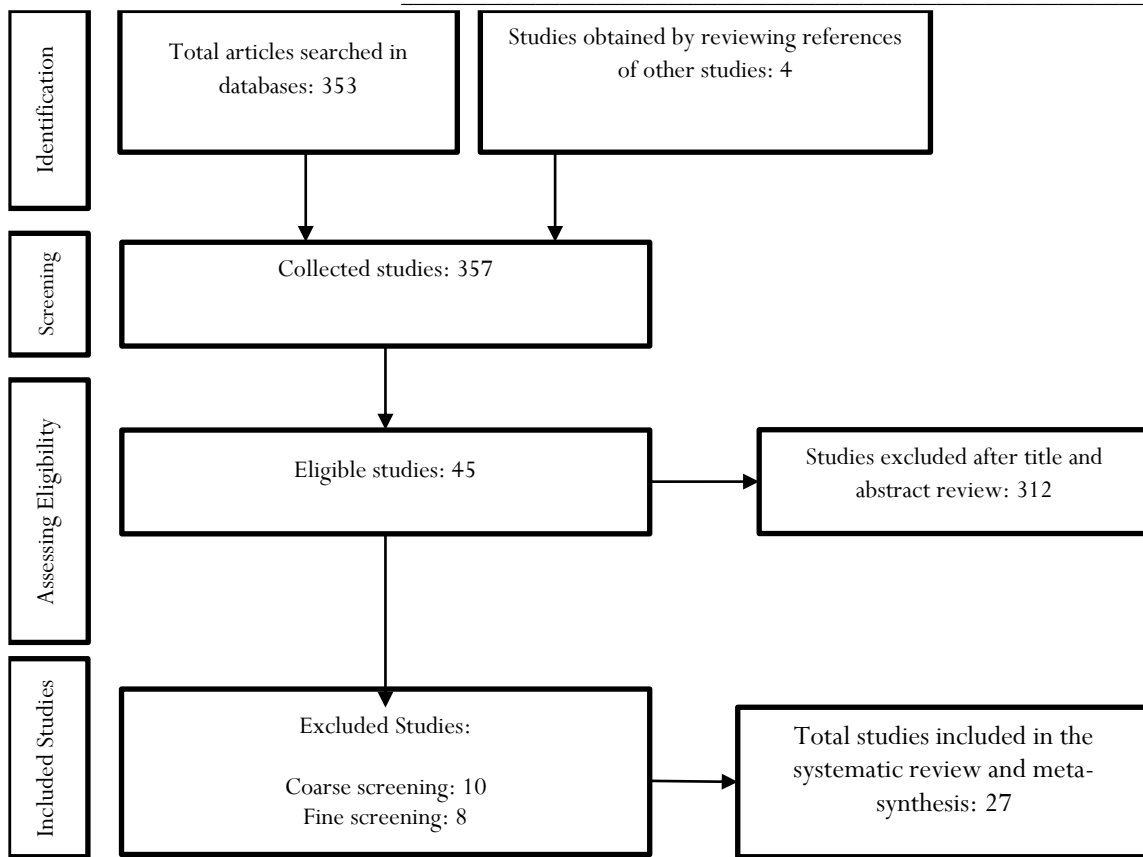 Identification
Total articles searched in
databases: 353
Studies obtained by reviewing references
of other studies: 4
Screening
Collected studies: 357
Assessing Eligibility
Eligible studies: 45
Studies excluded after title and
abstract review: 312
Included Studies
Excluded Studies:
Coarse screening: 10
Fine screening: 8
Total studies included in the
systematic review and meta-
synthesis: 27